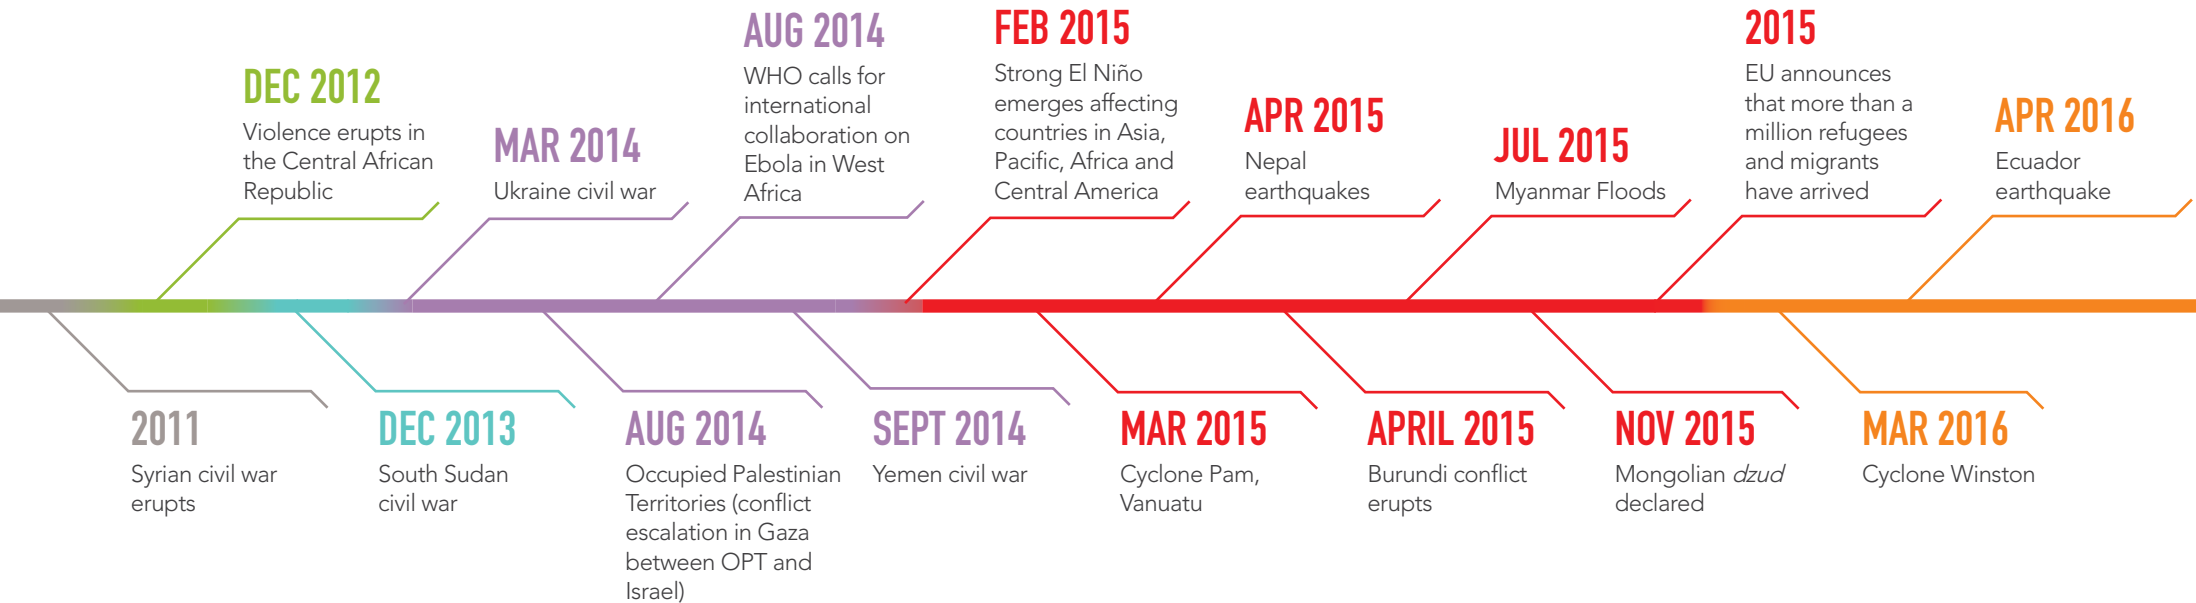 DEC 2012
Violence erupts in
the Central African
Republic
MAR 2014
Ukraine civil war
AUG 2014
WHO calls for
international
collaboration on
Ebola in West
Africa
FEB 2015
Strong El Niño
emerges affecting
countries in Asia,
Pacific, Africa and
Central America
APR 2015
Nepal
earthquakes
JUL 2015
Myanmar Floods
2015
EU announces
that more than a
million refugees
and migrants
have arrived
APR 2016
Ecuador
earthquake
2011
Syrian civil war
erupts
DEC 2013
South Sudan
civil war
AUG 2014
Occupied Palestinian
Territories (conflict
escalation in Gaza
between OPT and
Israel)
SEPT 2014
Yemen civil war
MAR 2015
Cyclone Pam,
Vanuatu
APRIL 2015
Burundi conflict
erupts
NOV 2015
Mongolian dzud
declared
MAR 2016
Cyclone Winston